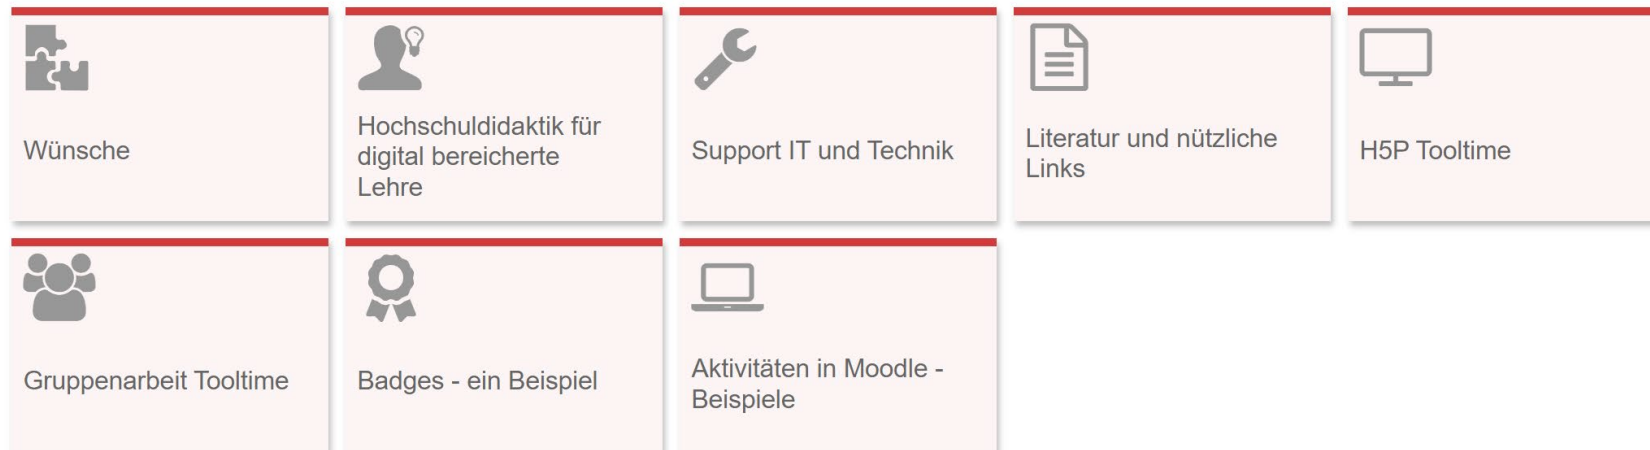 Wünsche
Hochschuldidaktik für
digital bereicherte
Lehre
Support IT und Technik
Literatur und nützliche
Links
H5P Tooltime
Gruppenarbeit Tooltime
Badges - ein Beispiel
Aktivitäten in Moodle -
Beispiele